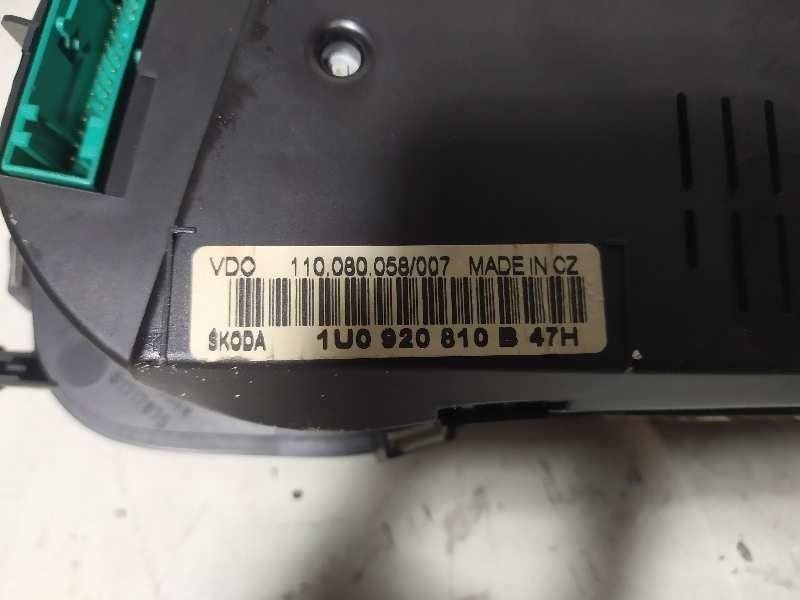 VDO 110.080.058/007 MADE IN CZ
ŠKODA 1U0 920 810 B 47H